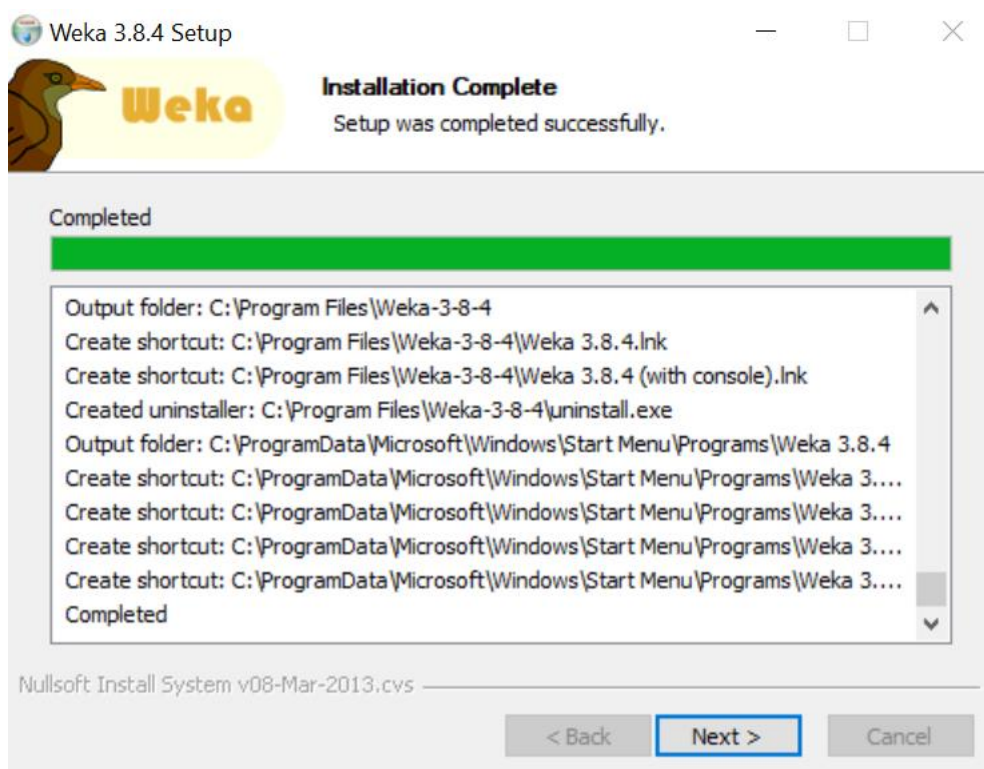 Weka 3.8.4 Setup
Weka
Installation Complete
Setup was completed successfully.
Completed
Output folder: C:\Program Files\Weka-3-8-4
Create shortcut: C:\Program Files\Weka-3-8-4\Weka 3.8.4.lnk
Create shortcut: C:\Program Files\Weka-3-8-4\Weka 3.8.4 (with console).lnk
Created uninstaller: C:\Program Files\Weka-3-8-4\uninstall.exe
Output folder: C:\ProgramData\Microsoft\Windows\Start Menu\Programs\Weka 3.8.4
Create shortcut: C:\ProgramData\Microsoft\Windows\Start Menu\Programs\Weka 3....
Create shortcut: C:\ProgramData\Microsoft\Windows\Start Menu\Programs\Weka 3....
Create shortcut: C:\ProgramData\Microsoft\Windows\Start Menu\Programs\Weka 3....
Create shortcut: C:\ProgramData\Microsoft\Windows\Start Menu\Programs\Weka 3....
Completed
Nullsoft Install System v08-Mar-2013.cvs
< Back Next > Cancel